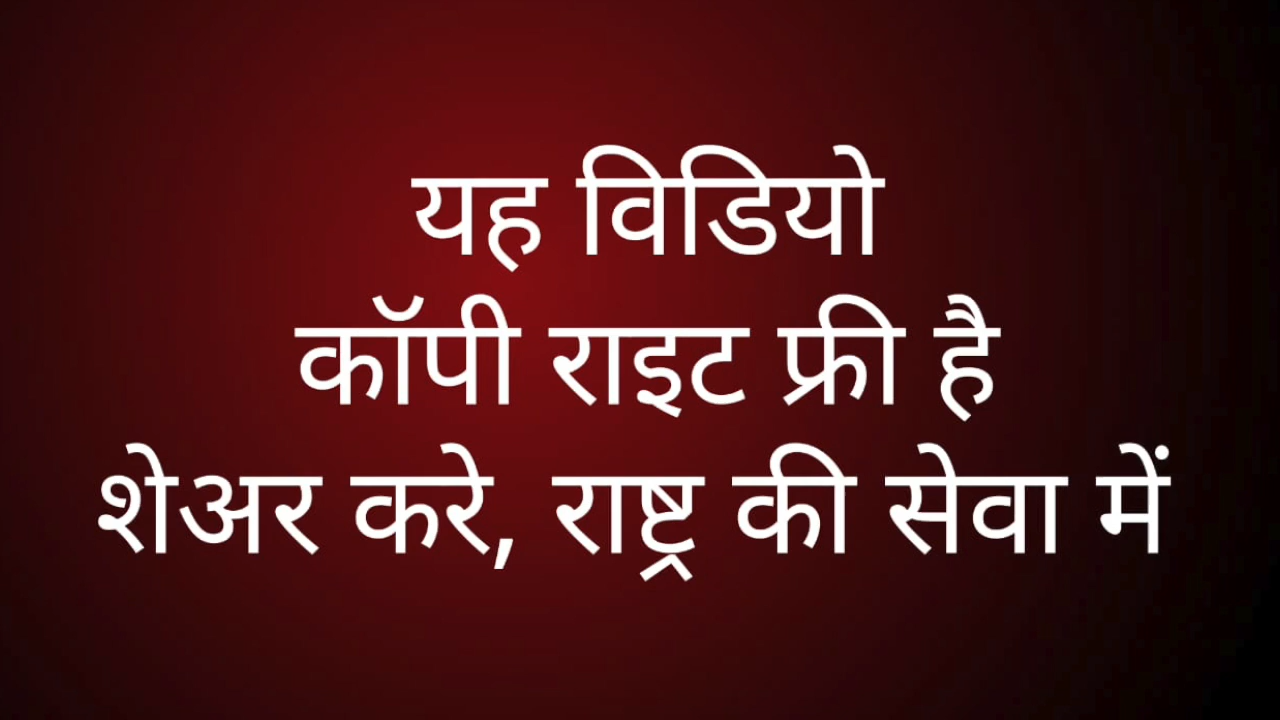 यह विडियो
कॉपी राइट फ्री है
शेअर करे, राष्ट्र की सेवा में